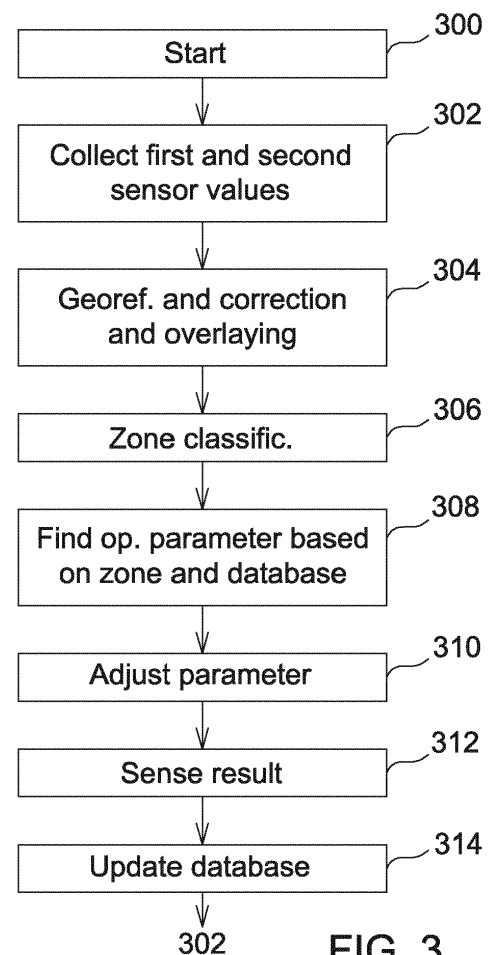 300
Start
302
Collect first and second
sensor values
304
Georef. and correction
and overlaying
306
Zone classific.
308
Find op. parameter based
on zone and database
310
Adjust parameter
312
Sense result
314
Update database
302
FIG. 3